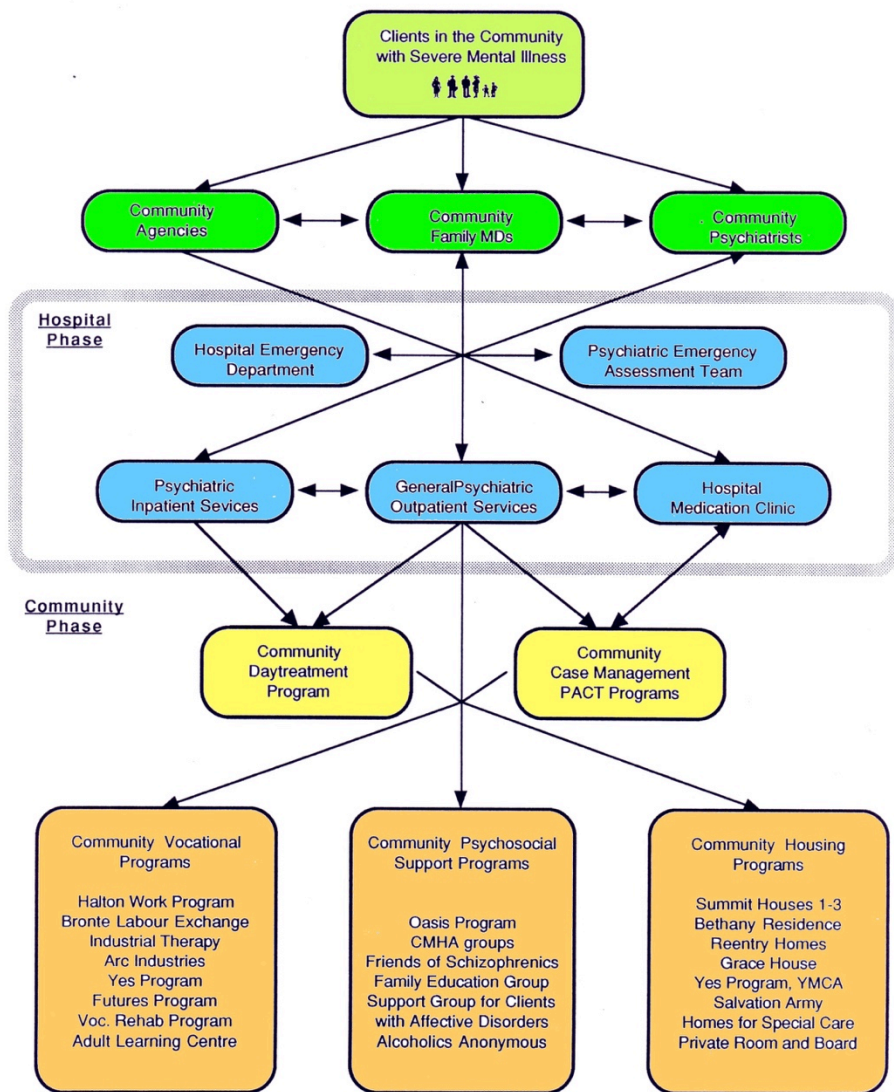 Clients in the Community
with Severe Mental Illness
Community
Agencies
Community
Family MDs
Community
Psychiatrists
Hospital
Phase
Hospital Emergency
Department
Psychiatric Emergency
Assessment Team
Psychiatric
Inpatient Sevices
GeneralPsychiatric
Outpatient Services
Hospital
Medication Clinic
Community
Phase
Community
Daytreatment
Program
Community
Case Management
PACT Programs
Community Vocational
Programs
Halton Work Program
Bronte Labour Exchange
Industrial Therapy
Arc Industries
Yes Program
Futures Program
Voc. Rehab Program
Adult Learning Centre
Community Psychosocial
Support Programs
Oasis Program
CMHA groups
Friends of Schizophrenics
Family Education Group
Support Group for Clients
with Affective Disorders
Alcoholics Anonymous
Community Housing
Programs
Summit Houses 1-3
Bethany Residence
Reentry Homes
Grace House
Yes Program, YMCA
Salvation Army
Homes for Special Care
Private Room and Board